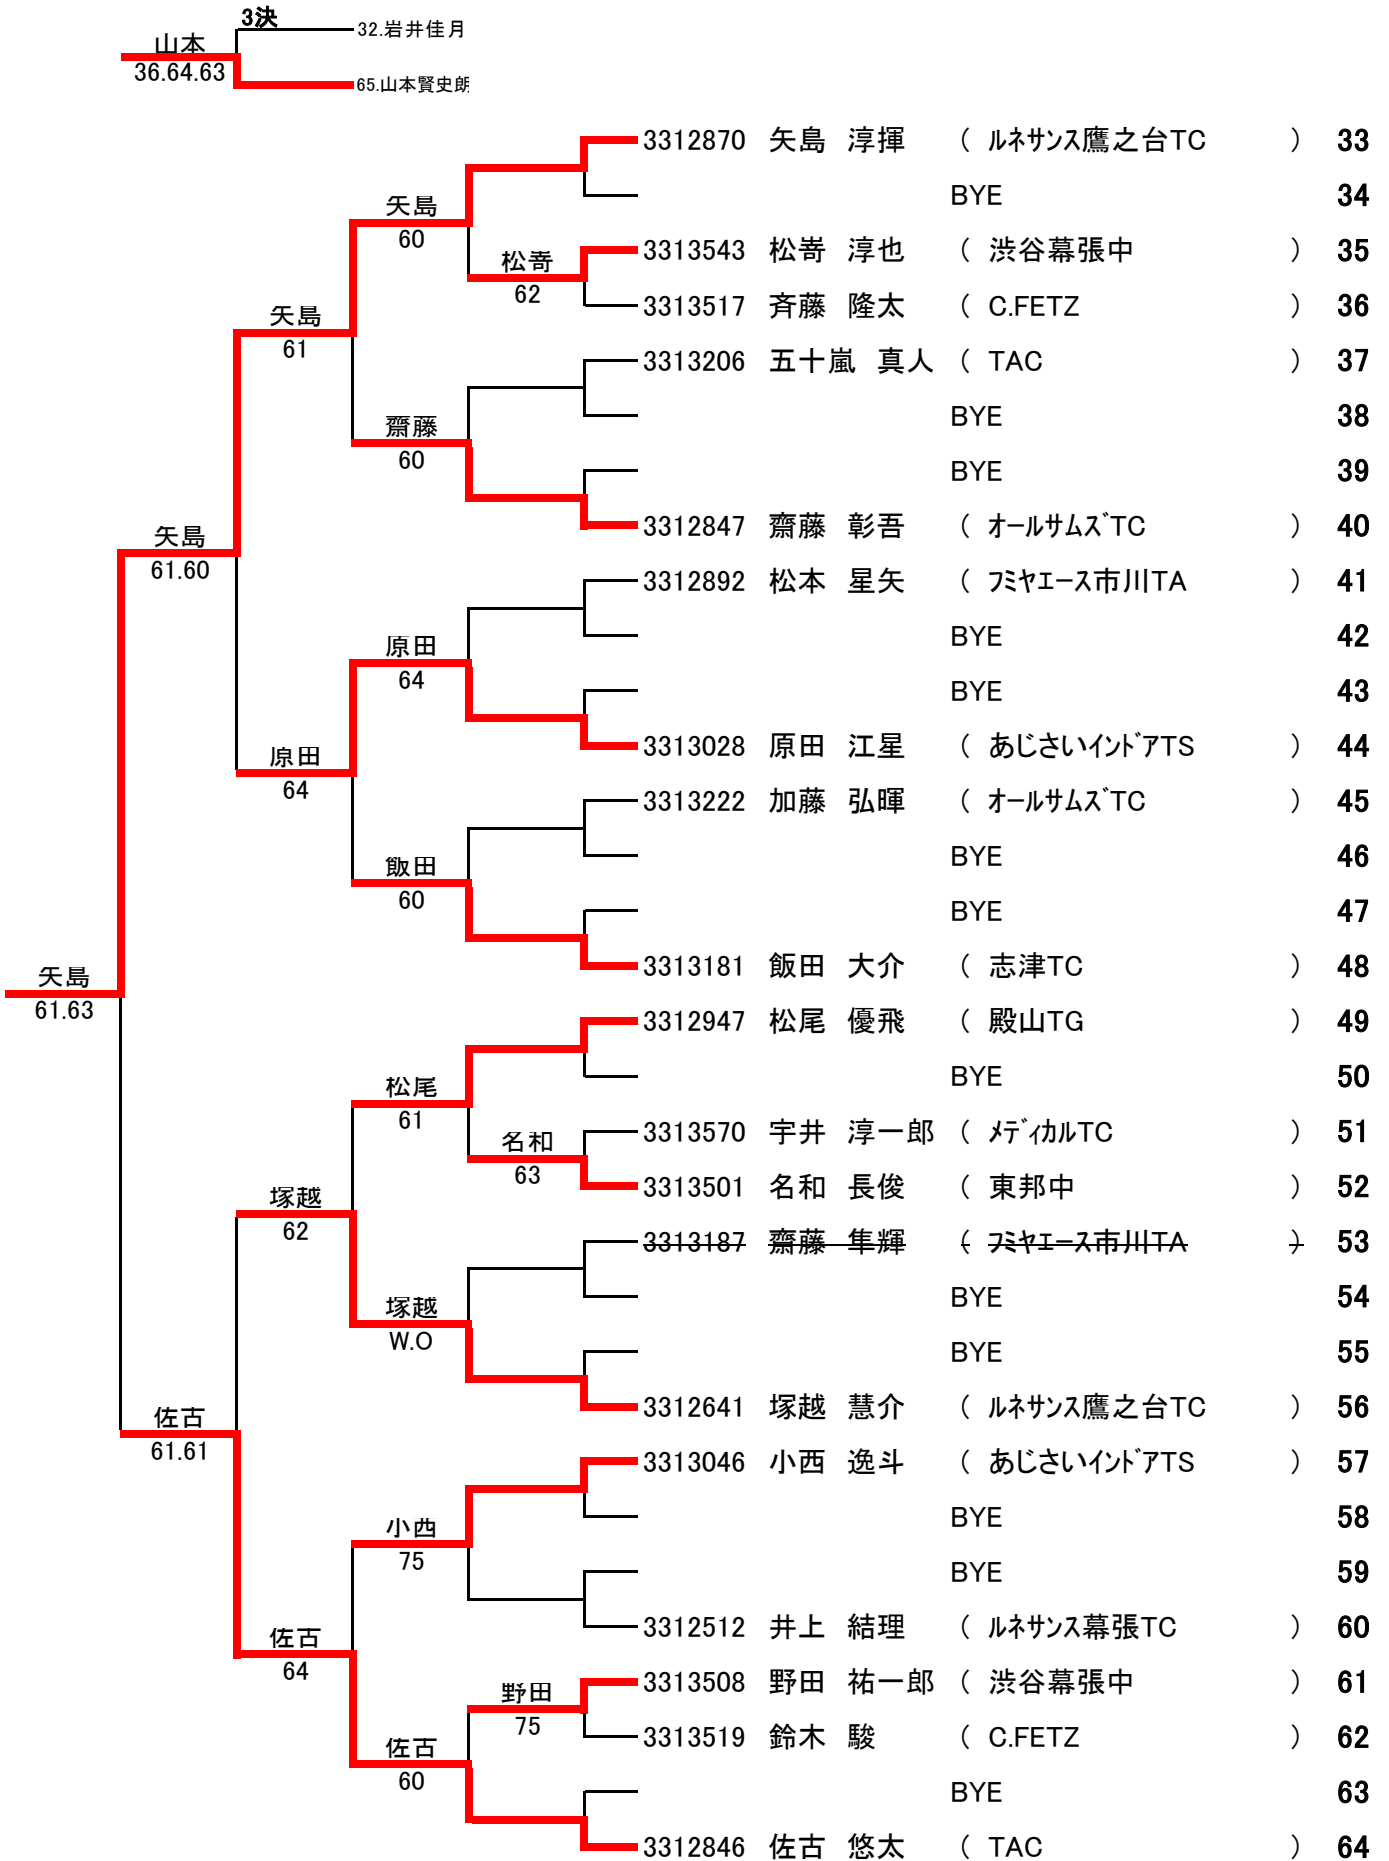 3決
32.岩井佳月
山本
36.64.63
65.山本賢史朗
3312870 矢島 淳揮 ( ルネサンス鷹之台TC ) 33
BYE 34
矢島
60
3313543 松嵜 淳也 ( 渋谷幕張中 ) 35
松嵜
62
3313517 斉藤 隆太 ( C.FETZ ) 36
矢島
61
3313206 五十嵐 真人 ( TAC ) 37
BYE 38
齋藤
60
BYE 39
3312847 齋藤 彰吾 ( オールサムズTC ) 40
矢島
61.60
3312892 松本 星矢 ( フミヤエース市川TA ) 41
BYE 42
原田
64
BYE 43
3313028 原田 江星 ( あじさいインドアTS ) 44
原田
64
3313222 加藤 弘暉 ( オールサムズTC ) 45
BYE 46
飯田
60
BYE 47
3313181 飯田 大介 ( 志津TC ) 48
矢島
61.63
3312947 松尾 優飛 ( 殿山TG ) 49
BYE 50
松尾
61
3313570 宇井 淳一郎 ( メディカルTC ) 51
名和
63
3313501 名和 長俊 ( 東邦中 ) 52
塚越
62
3313187 齋藤 隼輝 ( フミヤエース市川TA ) 53
BYE 54
塚越
W.O
BYE 55
3312641 塚越 慧介 ( ルネサンス鷹之台TC ) 56
佐古
61.61
3313046 小西 逸斗 ( あじさいインドアTS ) 57
BYE 58
小西
75
BYE 59
3312512 井上 結理 ( ルネサンス幕張TC ) 60
佐古
64
3313508 野田 祐一郎 ( 渋谷幕張中 ) 61
野田
75
3313519 鈴木 駿 ( C.FETZ ) 62
佐古
60
BYE 63
3312846 佐古 悠太 ( TAC ) 64